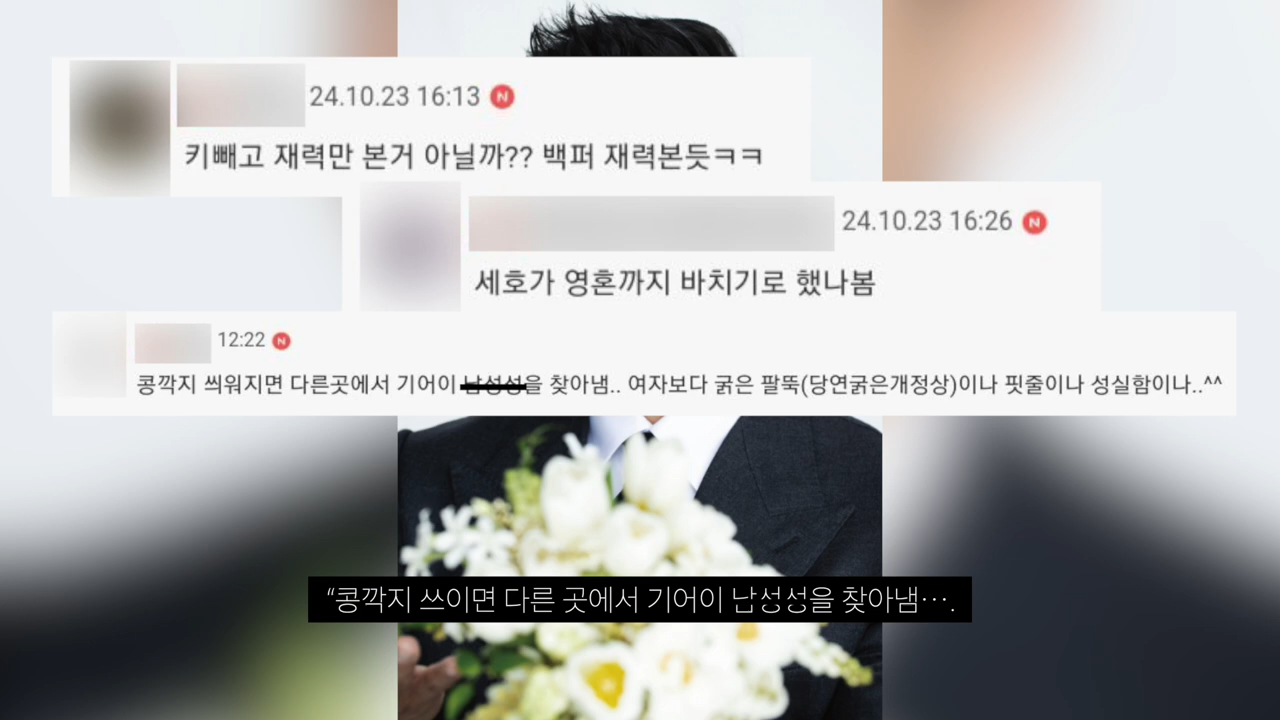 24.10.23 16:13 N
키빼고 재력만 본거 아닐까?? 백퍼 재력본듯ㅋㅋ
24.10.23 16:26 N
세호가 영혼까지 바치기로 했나봄
12:22 N
콩깍지 씌워지면 다른곳에서 기어이 남성성을 찾아냄.. 여자보다 굵은 팔뚝(당연굵은개정상)이나 핏줄이나 성실함이나..^^
“콩깍지 쓰이면 다른 곳에서 기어이 남성성을 찾아냄….